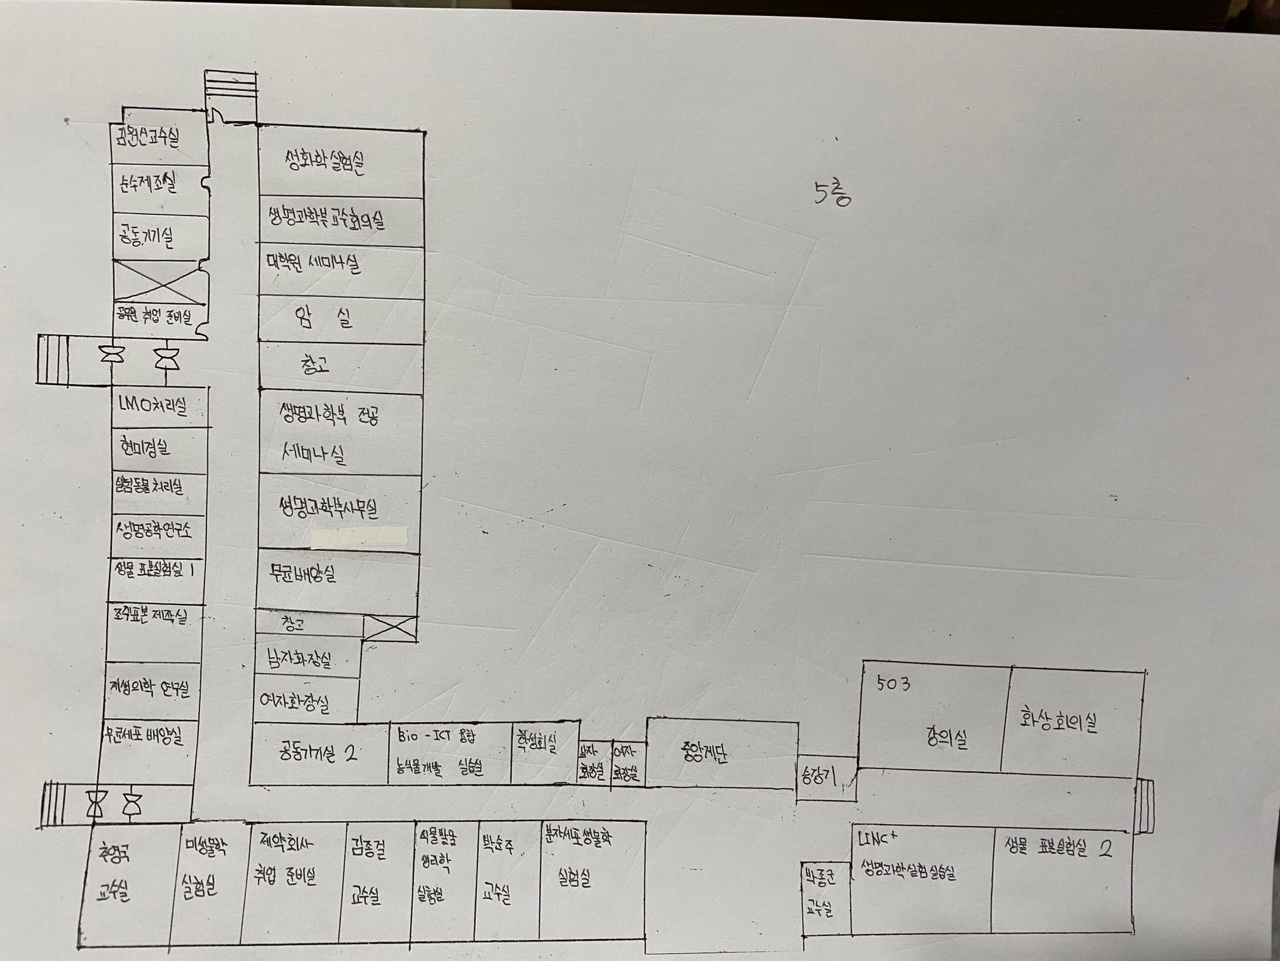 5층
김원선교수실
순수제조실
공동기기실
공무원 취업 준비실
LMO처리실
현미경실
실험동물처리실
생명공학연구소
생물 표본실험실 1
조직표본 제작실
재생의학 연구실
무균세포배양실
생화학실험실
생명과학부교수회의실
대학원 세미나실
암 실
창고
생명과학부 전공
세미나실
생명과학부사무실
무균배양실
창고
남자화장실
여자화장실
공동기기실 2
Bio - ICT 융합
농식물개발 실습실
학생회실
남자
화장실
여자
화장실
중앙계단
승강기
503
강의실
화상회의실
교수실
미생물학
실험실
제약회사
취업 준비실
김종걸
교수실
식물발달
생리학
실험실
박순주
교수실
분자세포생물학
실험실
박종군
교수실
LINC+
생명과학실험실습실
생물 표본실험실 2